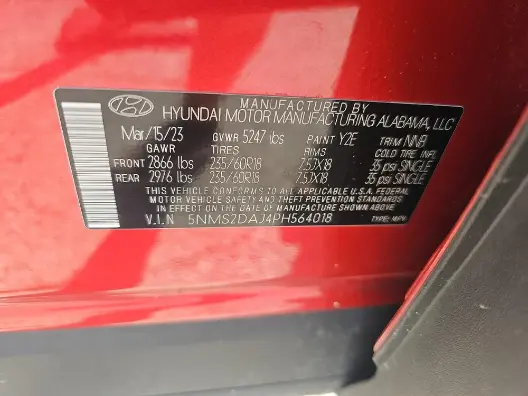 MANUFACTURED BY
HYUNDAI MOTOR MANUFACTURING ALABAMA, LLC
Mar/15/23 GVWR 5247 lbs PAINT Y2E TRIM NNB
GAWR TIRES RIMS COLD TIRE INFL.
FRONT 2866 lbs 235/60R18 7.5JX18 35 psi SINGLE
REAR 2976 lbs 235/60R18 7.5JX18 35 psi SINGLE
THIS VEHICLE CONFORMS TO ALL APPLICABLE U.S.A. FEDERAL
MOTOR VEHICLE SAFETY AND THEFT PREVENTION STANDARDS
IN EFFECT ON THE DATE OF MANUFACTURE SHOWN ABOVE.
V.I.N 5NMS2DAJ4PH564018 TYPE: MPV